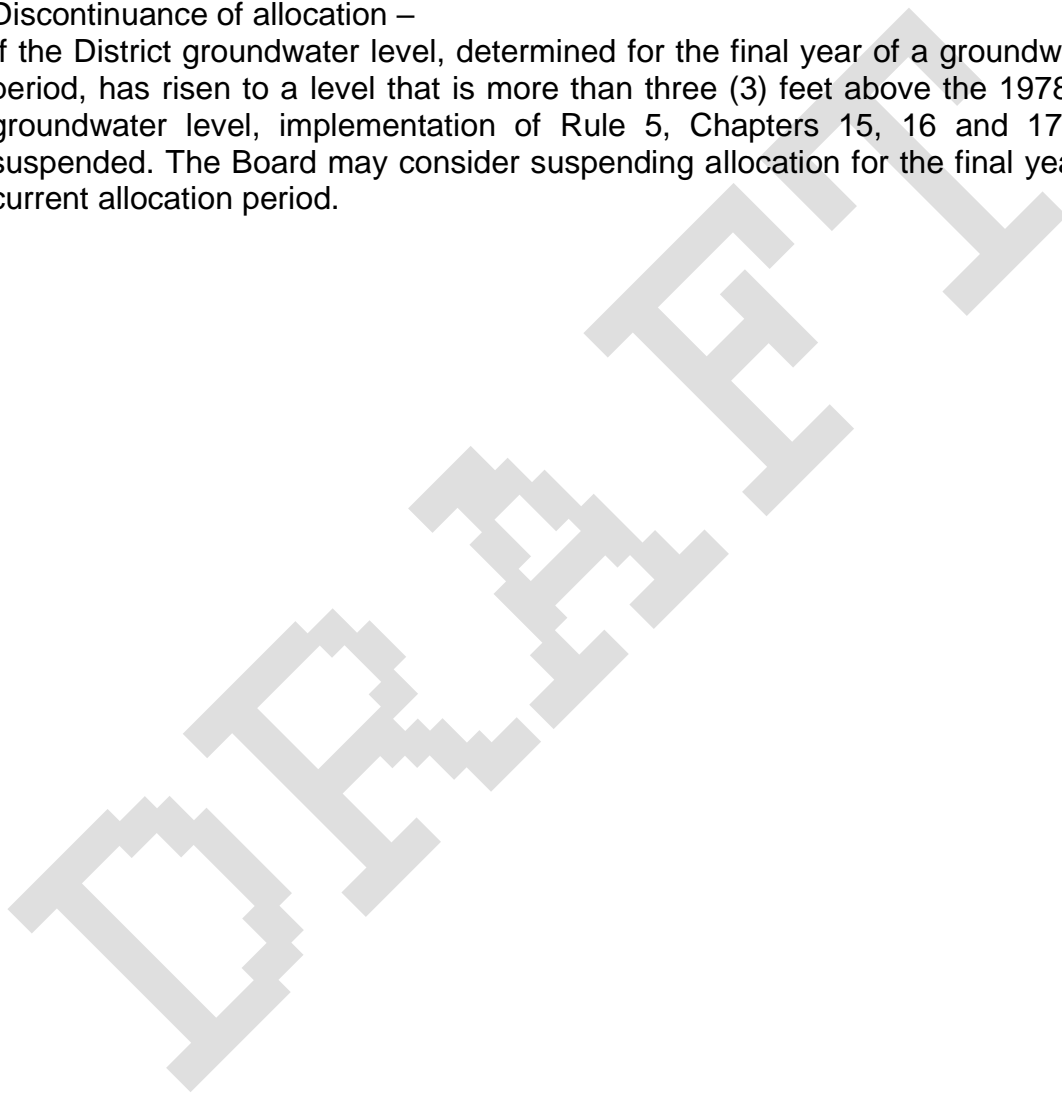 Discontinuance of allocation –
If the District groundwater level, determined for the final year of a
period, has risen to a level that is more than three (3) feet above the 1978
groundwater level, implementation of Rule 5, Chapters 15, 16 and 17
suspended. The Board may consider suspending allocation for the final
current allocation period.
DRAFT